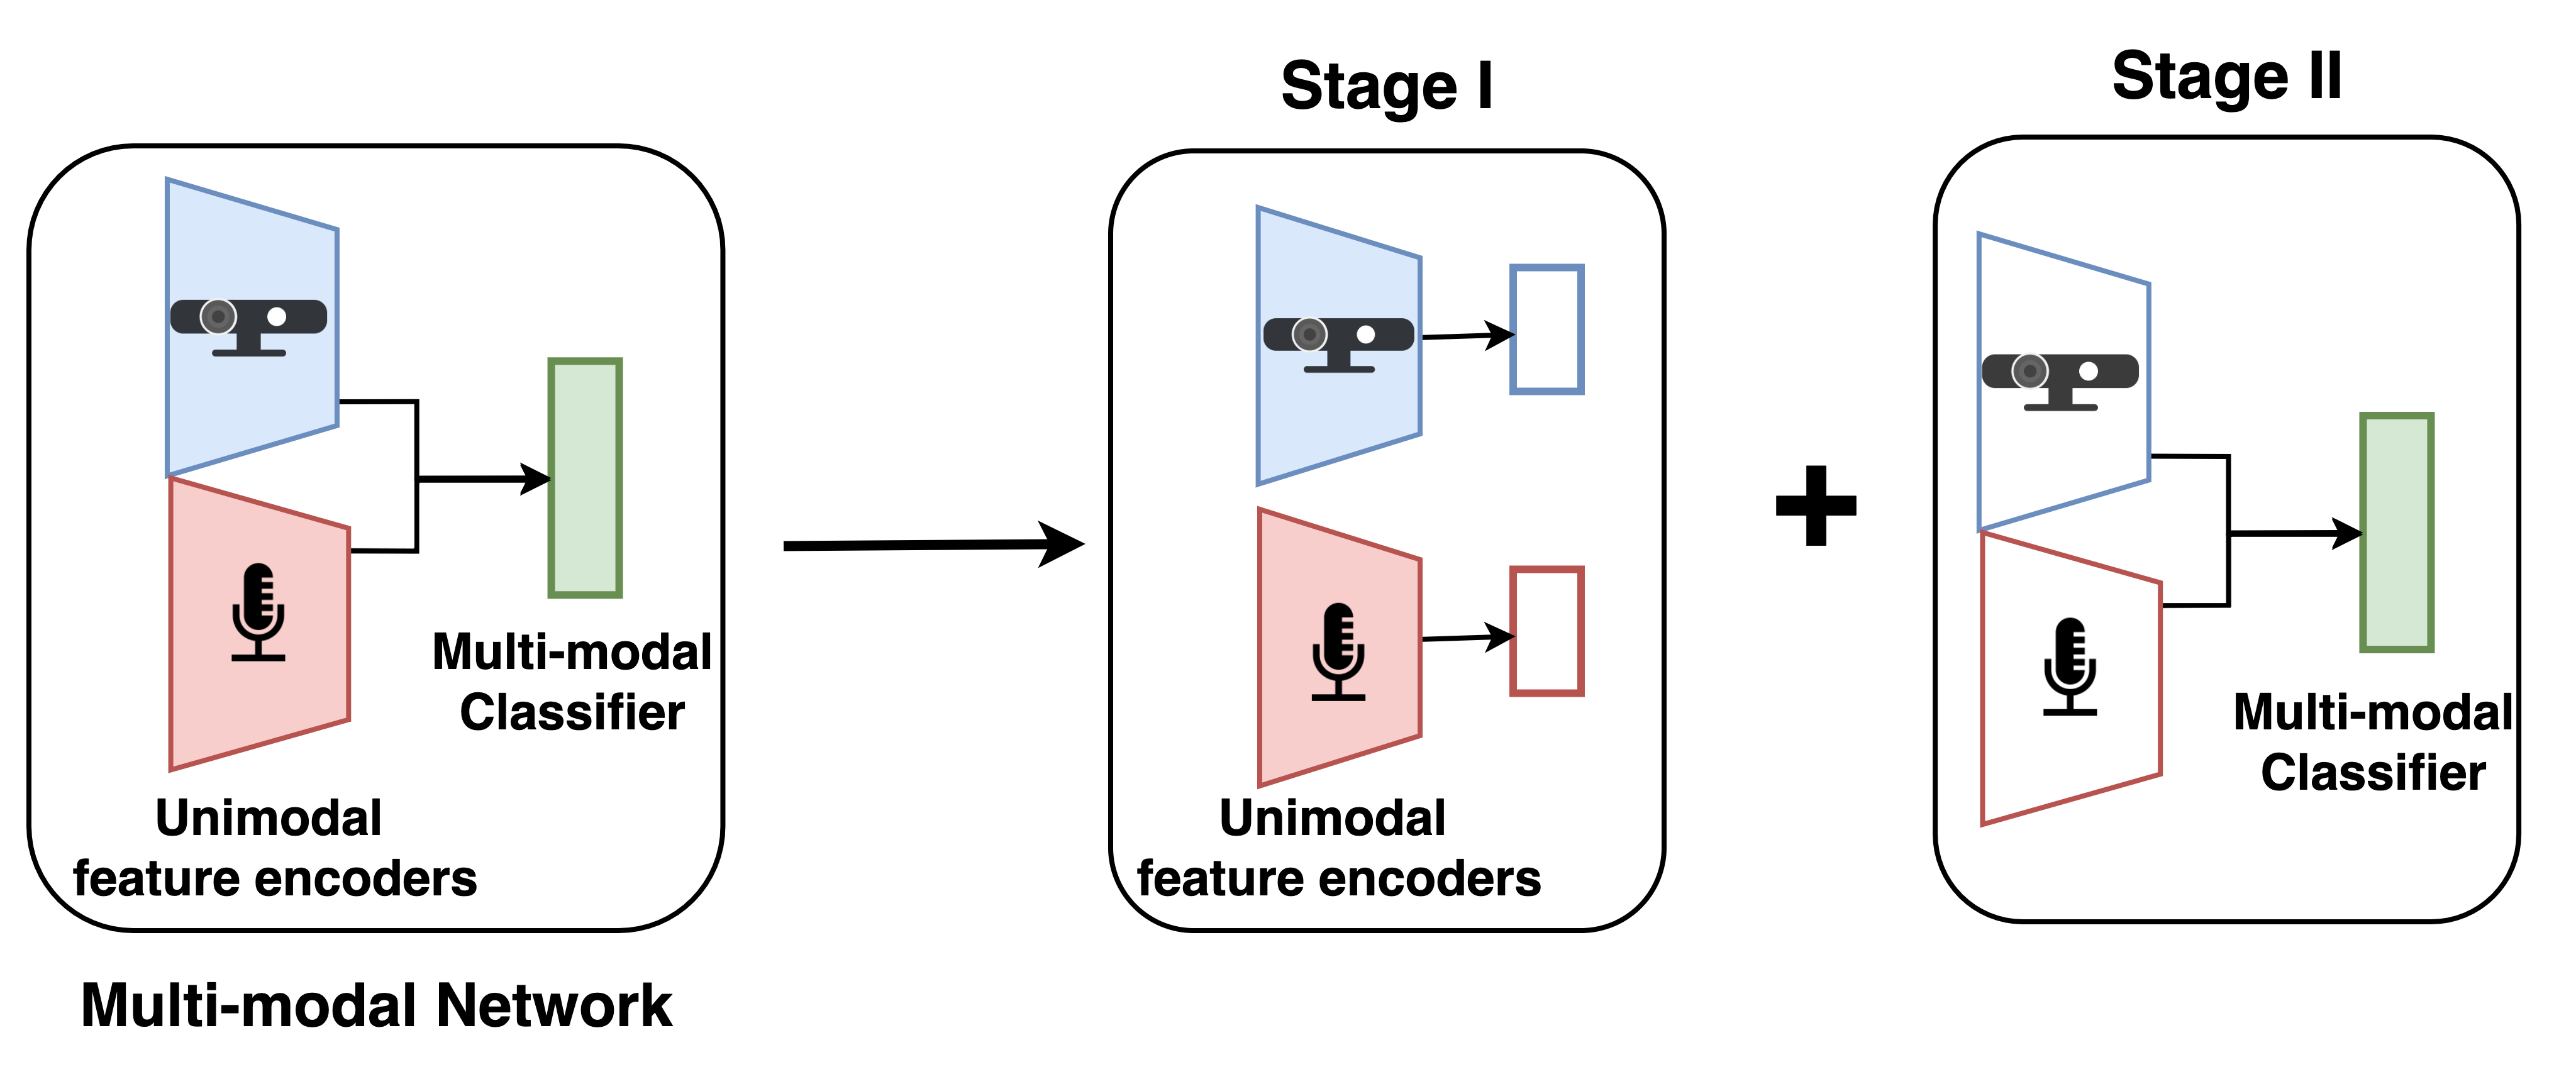 Stage I
Stage II
Multi-modal
Classifier
Unimodal
feature encoders
Multi-modal Network
Unimodal
feature encoders
Multi-modal
Classifier